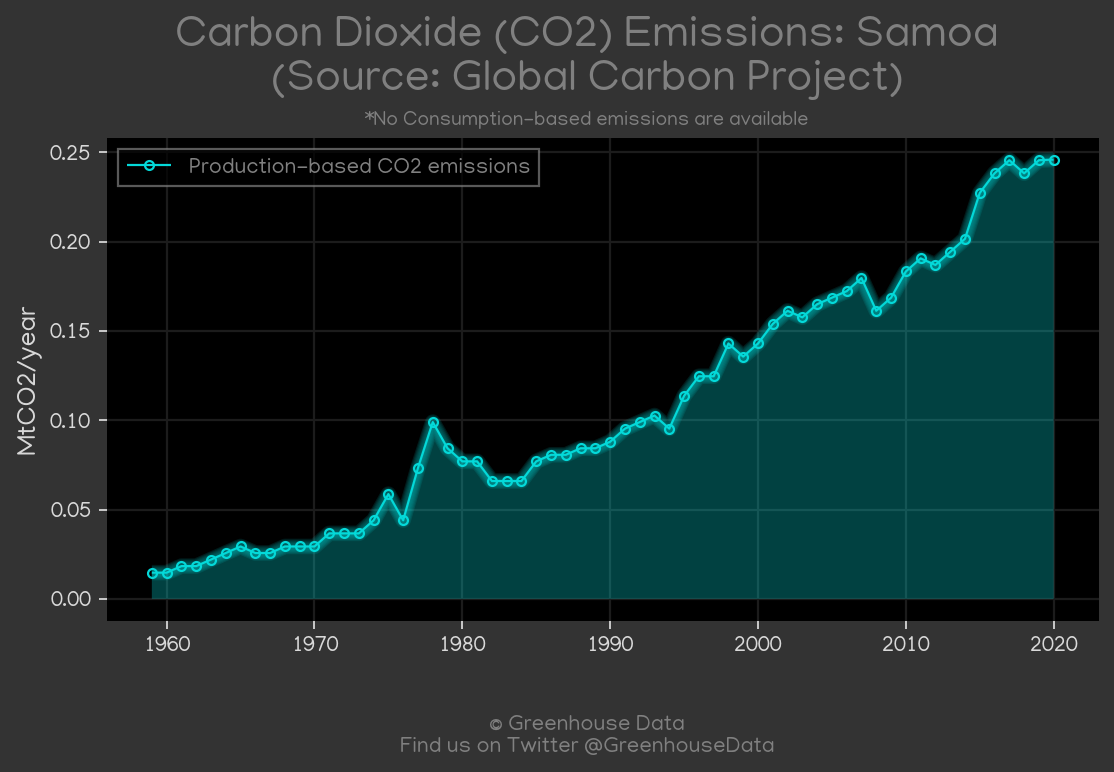 Carbon Dioxide (CO2) Emissions: Samoa
(Source: Global Carbon Project)
*No Consumption-based emissions are available
Production-based CO2 emissions
MtCO2/year
0.25
0.20
0.15
0.10
0.05
0.00
1960 1970 1980 1990 2000 2010 2020
© Greenhouse Data
Find us on Twitter @GreenhouseData